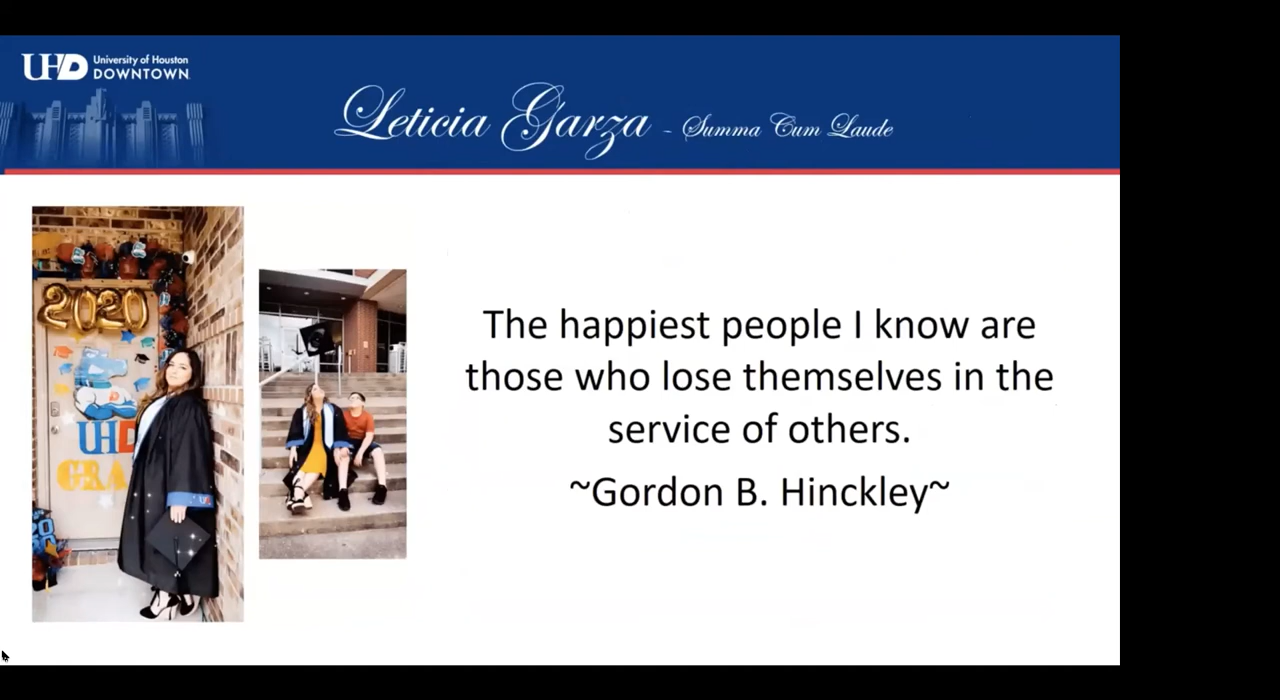 UHD University of Houston
DOWNTOWN
Leticia Garza - Summa Cum Laude
2020
UHD
GRA
The happiest people I know are
those who lose themselves in the
service of others.
~Gordon B. Hinckley~